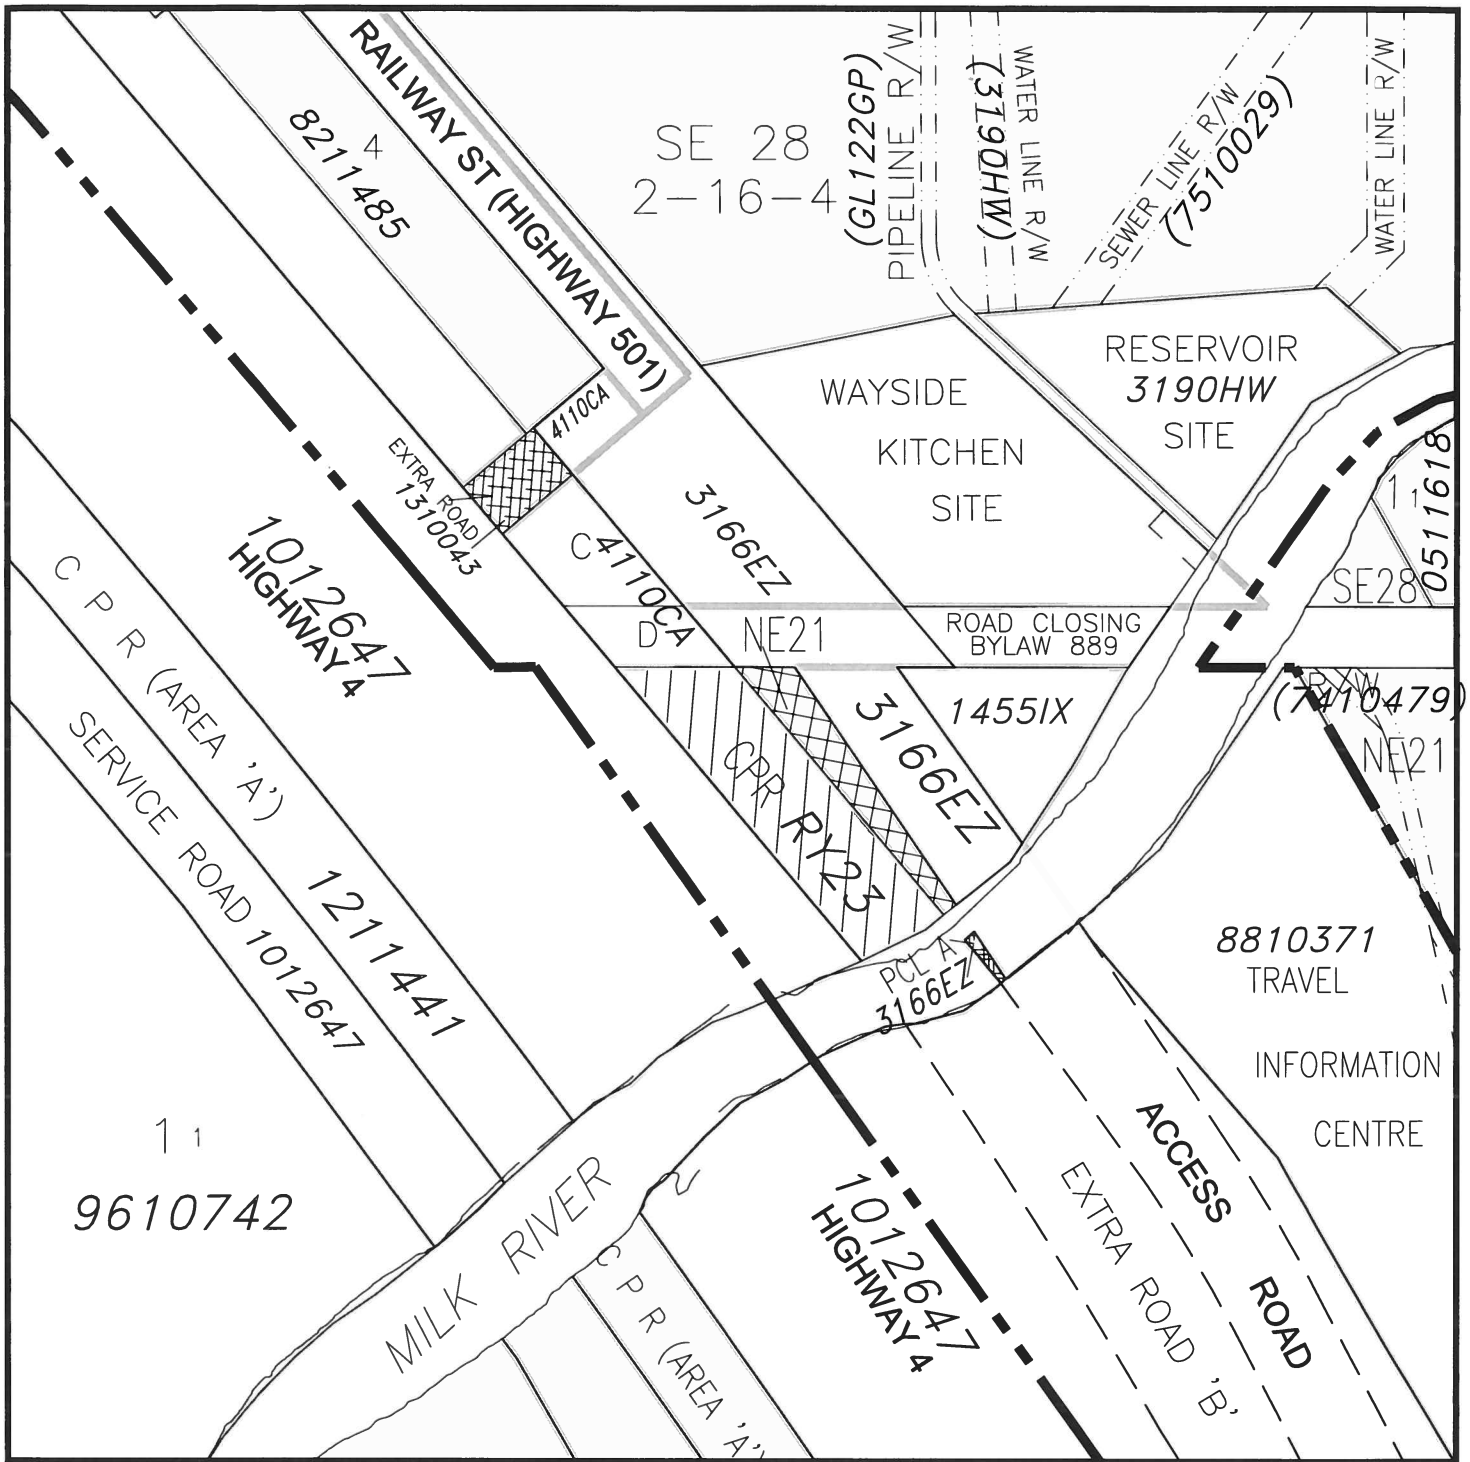 RAILWAY ST (HIGHWAY 501)
4
8211485
SE 28
2-16-4
(GL122GP)
PIPELINE R/W
(3190HW)
WATER LINE R/W
SEWER LINE R/W
(7510029)
WATER LINE R/W
RESERVOIR
3190HW
SITE
WAYSIDE
KITCHEN
SITE
4110CA
EXTRA ROAD
1310043
1012647
HIGHWAY 4
C
4110CA
D
3166EZ
NE21
ROAD CLOSING
BYLAW 889
1 1
0511618
SE28
R/W
(7410479)
NE21
1455IX
3166EZ
CPR RY23
C P R (AREA 'A')
1211441
SERVICE ROAD 1012647
PCL A
3166EZ
8810371
TRAVEL
INFORMATION
CENTRE
1 1
9610742
MILK RIVER
C P R (AREA 'A')
1012647
HIGHWAY 4
EXTRA ROAD 'B'
ACCESS ROAD